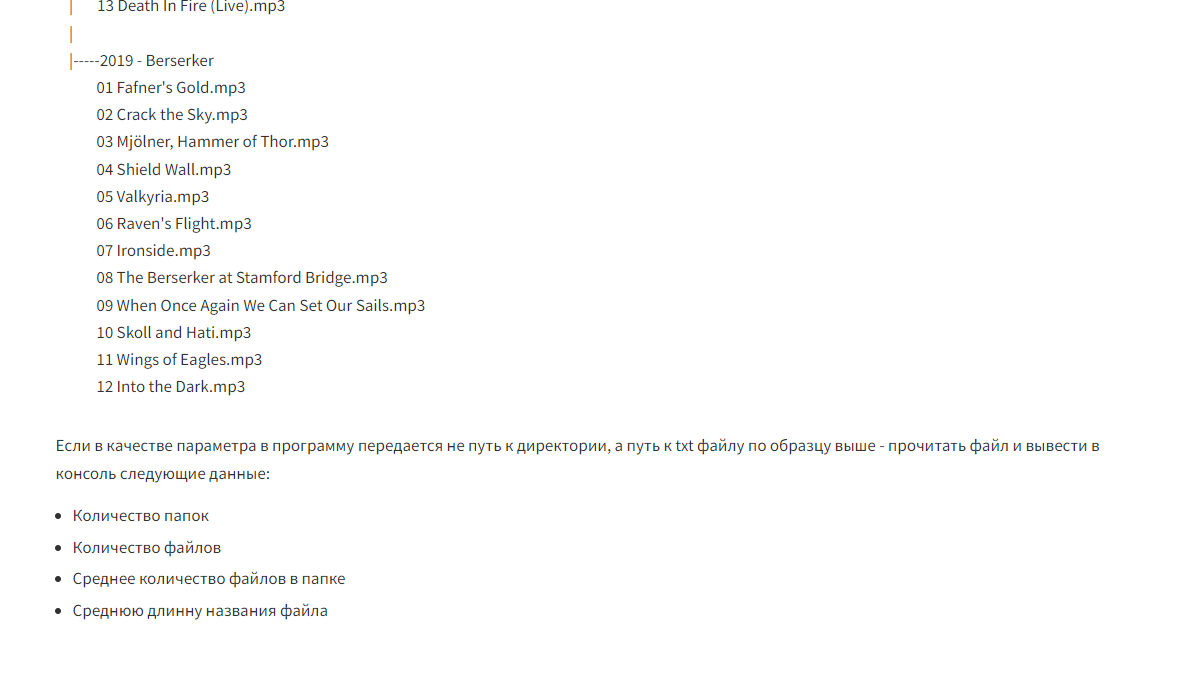 | 13 Death In Fire (Live).mp3
|
|-----2019 - Berserker
01 Fafner's Gold.mp3
02 Crack the Sky.mp3
03 Mjölner, Hammer of Thor.mp3
04 Shield Wall.mp3
05 Valkyria.mp3
06 Raven's Flight.mp3
07 Ironside.mp3
08 The Berserker at Stamford Bridge.mp3
09 When Once Again We Can Set Our Sails.mp3
10 Skoll and Hati.mp3
11 Wings of Eagles.mp3
12 Into the Dark.mp3
Если в качестве параметра в программу передается не путь к директории, а путь к txt файлу по образцу выше - прочитать файл и вывести в
консоль следующие данные:
• Количество папок
• Количество файлов
• Среднее количество файлов в папке
• Среднюю длинну названия файла